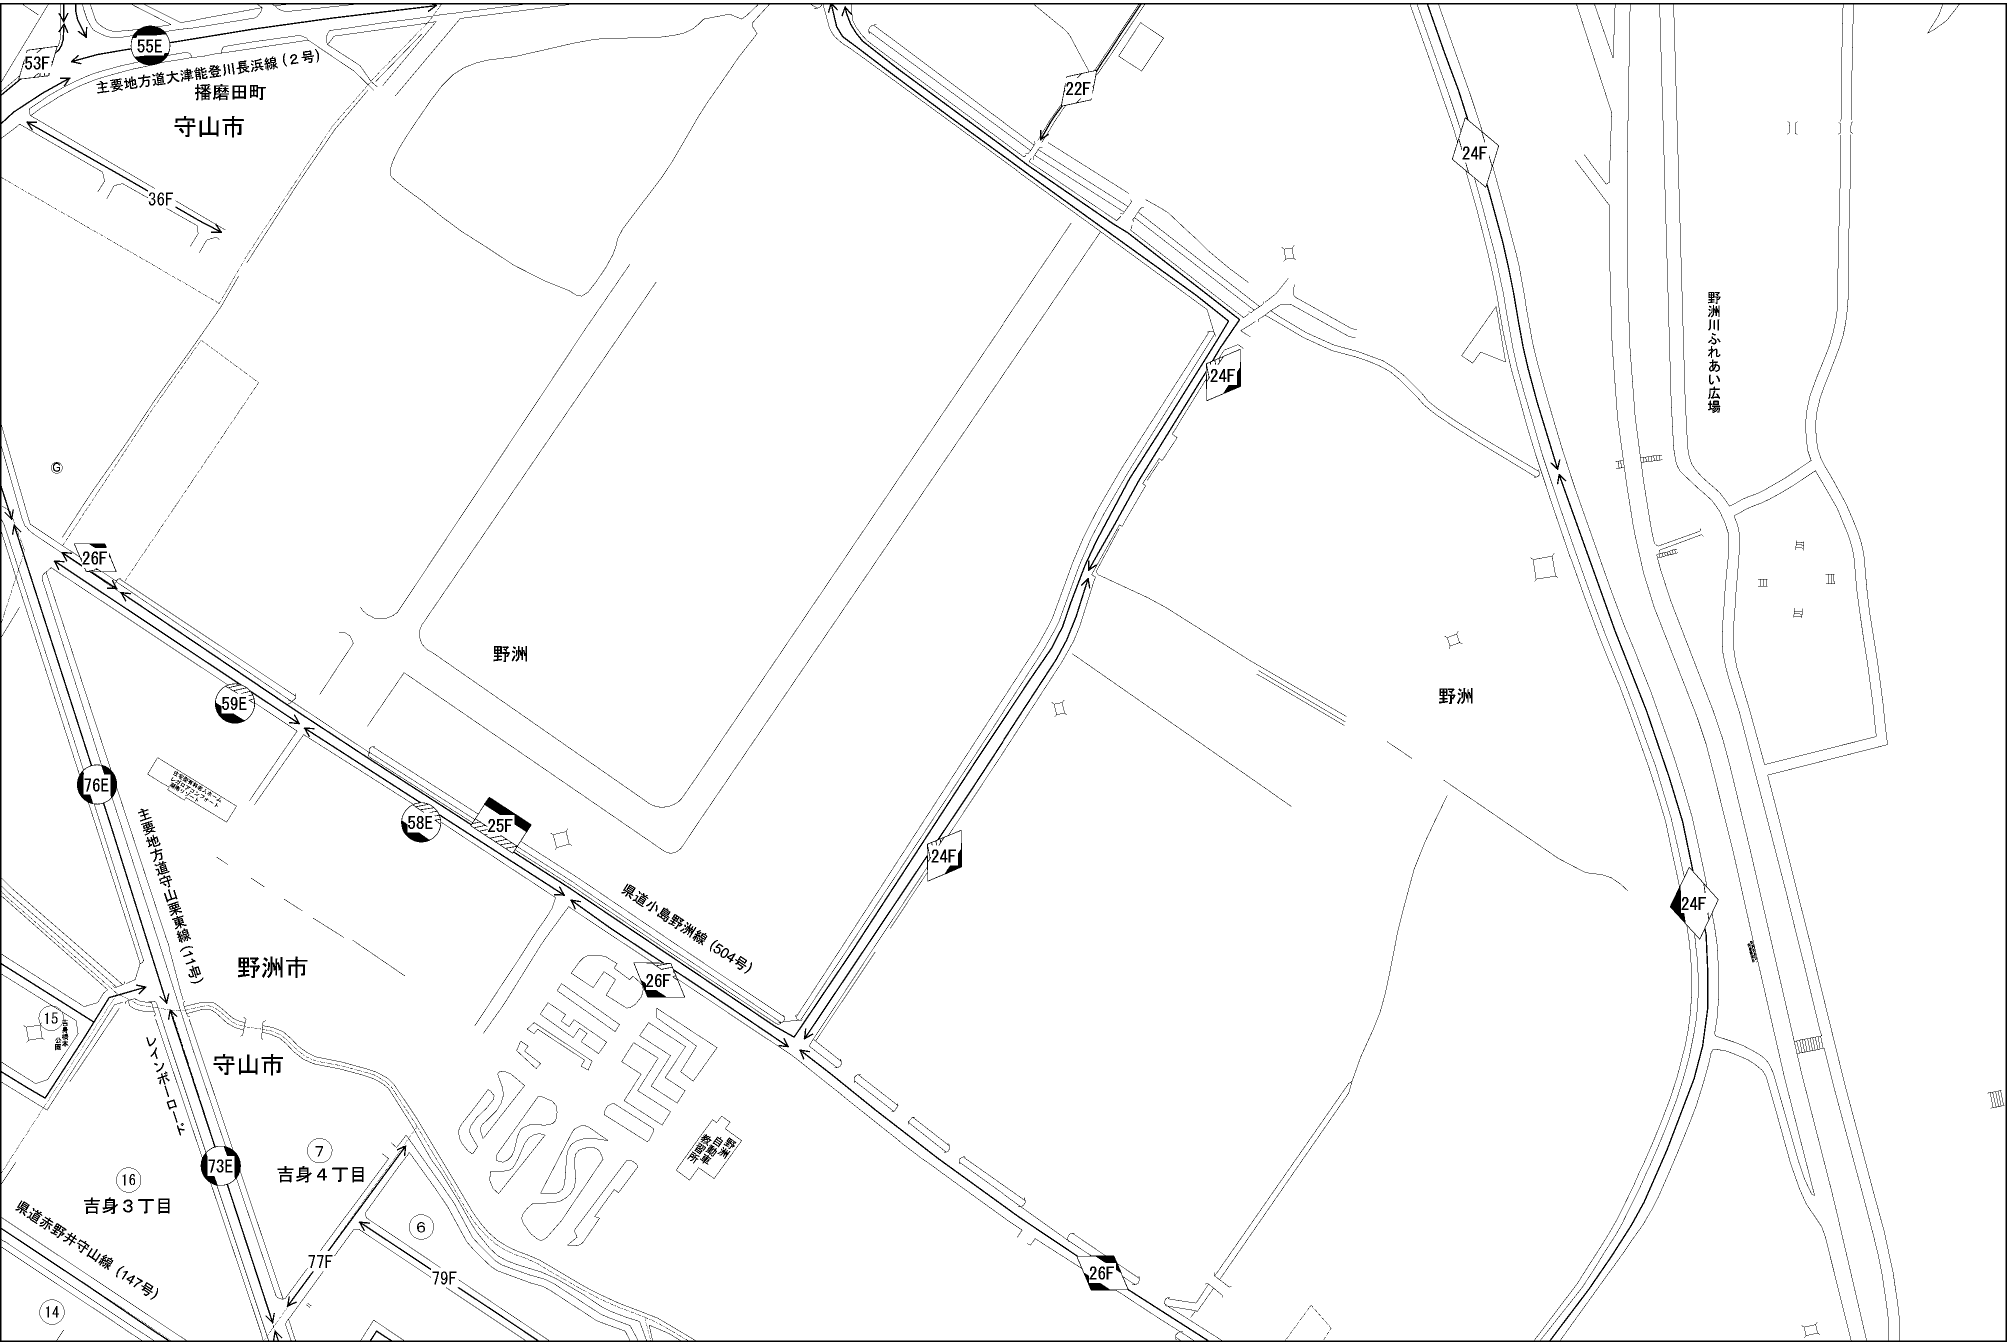 55E
53F
主要地方道大津能登川長浜線(2号)
播磨田町
守山市
36F
22F
24F
24F
野洲川ふれあい広場
G
26F
野洲
野洲
59E
76E
58E
25F
24F
24F
主要地方道守山栗東線(11号)
県道小島野洲線(504号)
野洲市
26F
15
レインボーロード
守山市
野洲
自動車
教習所
7
吉身4丁目
73E
16
吉身3丁目
6
県道赤野井守山線(147号)
77F
79F
26F
14